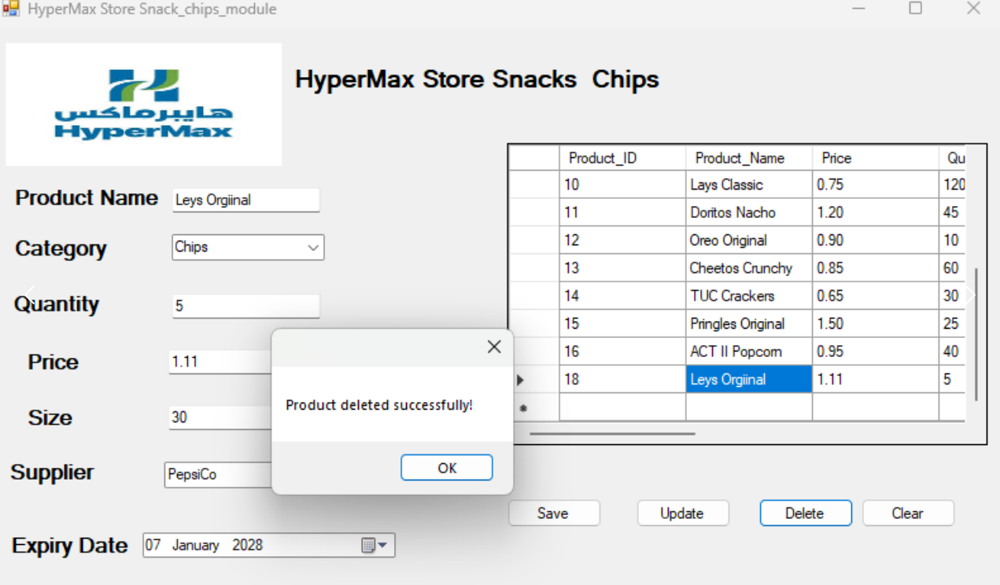 HyperMax Store Snack_chips_module
هايبرماكس
HyperMax
HyperMax Store Snacks Chips
Product Name Leys Orgiinal
Category Chips
Quantity 5
Price 1.11
Size 30
Supplier PepsiCo
Expiry Date 07 January 2028
Product_ID Product_Name Price Qu
10 Lays Classic 0.75 120
11 Doritos Nacho 1.20 45
12 Oreo Original 0.90 10
13 Cheetos Crunchy 0.85 60
14 TUC Crackers 0.65 30
15 Pringles Original 1.50 25
16 ACT II Popcorn 0.95 40
18 Leys Orgiinal 1.11 5
Product deleted successfully!
OK
Save Update Delete Clear